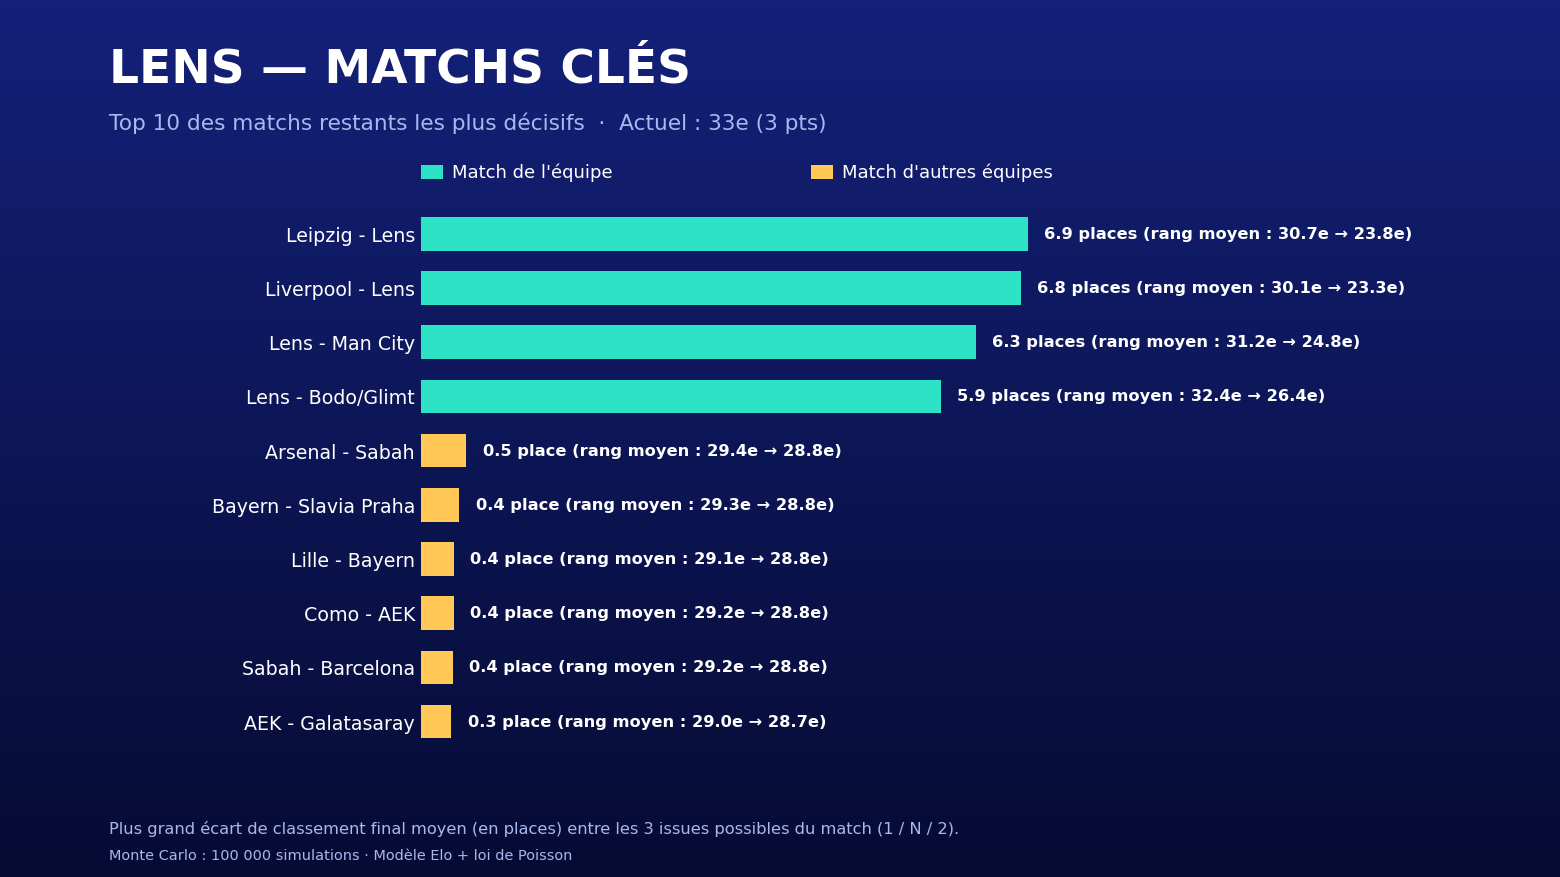 LENS — MATCHS CLÉS
Top 10 des matchs restants les plus décisifs · Actuel : 33e (3 pts)
Match de l'équipe
Match d'autres équipes
Leipzig - Lens 6.9 places (rang moyen : 30.7e → 23.8e)
Liverpool - Lens 6.8 places (rang moyen : 30.1e → 23.3e)
Lens - Man City 6.3 places (rang moyen : 31.2e → 24.8e)
Lens - Bodo/Glimt 5.9 places (rang moyen : 32.4e → 26.4e)
Arsenal - Sabah 0.5 place (rang moyen : 29.4e → 28.8e)
Bayern - Slavia Praha 0.4 place (rang moyen : 29.3e → 28.8e)
Lille - Bayern 0.4 place (rang moyen : 29.1e → 28.8e)
Como - AEK 0.4 place (rang moyen : 29.2e → 28.8e)
Sabah - Barcelona 0.4 place (rang moyen : 29.2e → 28.8e)
AEK - Galatasaray 0.3 place (rang moyen : 29.0e → 28.7e)
Plus grand écart de classement final moyen (en places) entre les 3 issues possibles du match (1 / N / 2).
Monte Carlo : 100 000 simulations · Modèle Elo + loi de Poisson